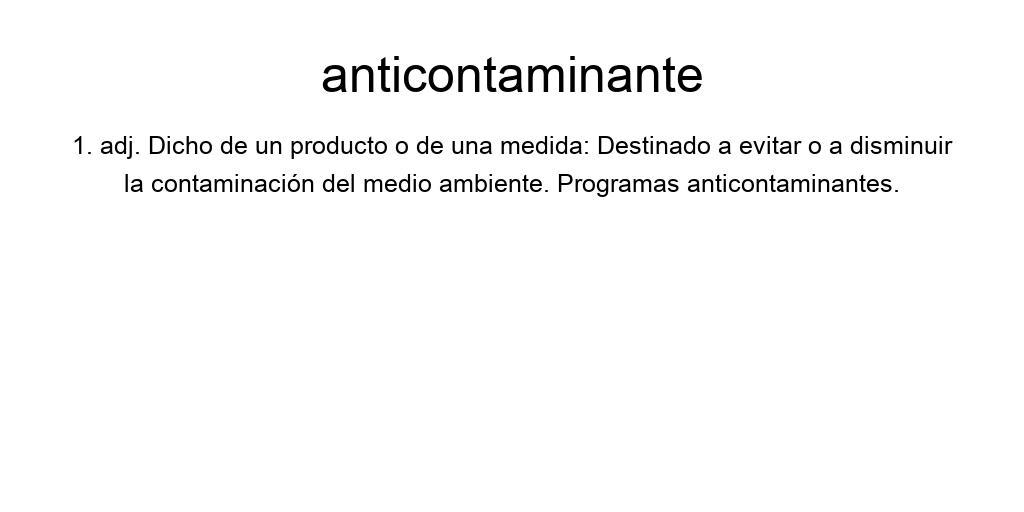 anticontaminante
1. adj. Dicho de un producto o de una medida: Destinado a evitar o a disminuir
la contaminación del medio ambiente. Programas anticontaminantes.